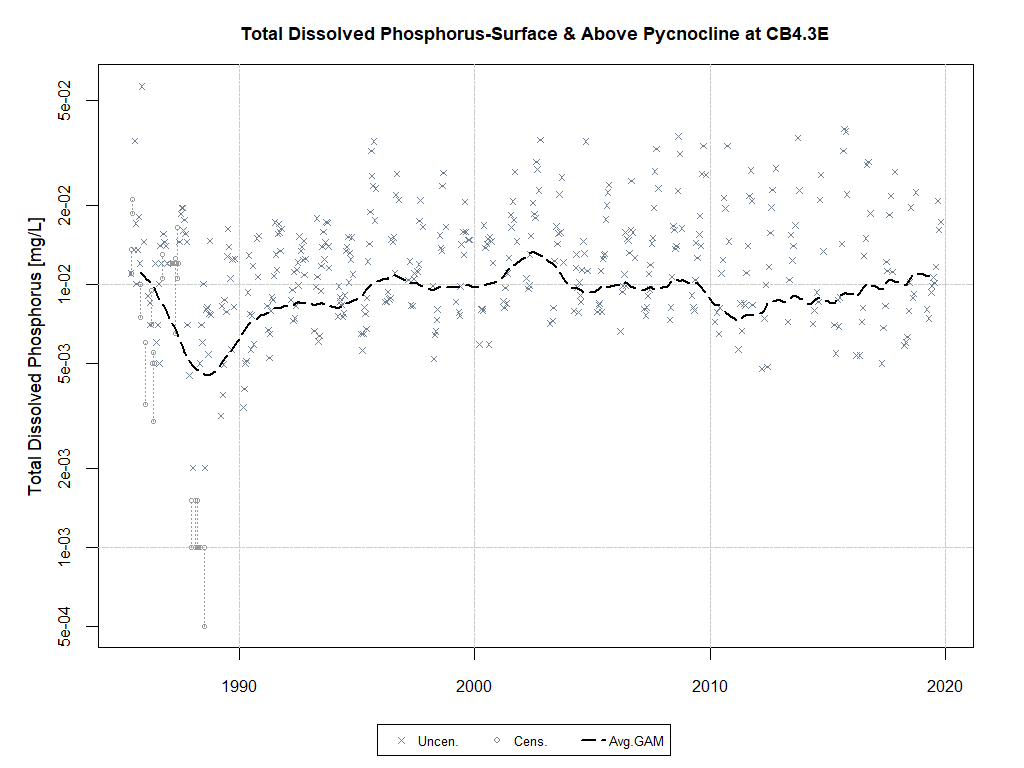 Total Dissolved Phosphorus-Surface & Above Pycnocline at CB4.3E
Total Dissolved Phosphorus [mg/L]
5e-02
2e-02
1e-02
5e-03
2e-03
1e-03
5e-04
1990 2000 2010 2020
Uncen. Cens. Avg.GAM